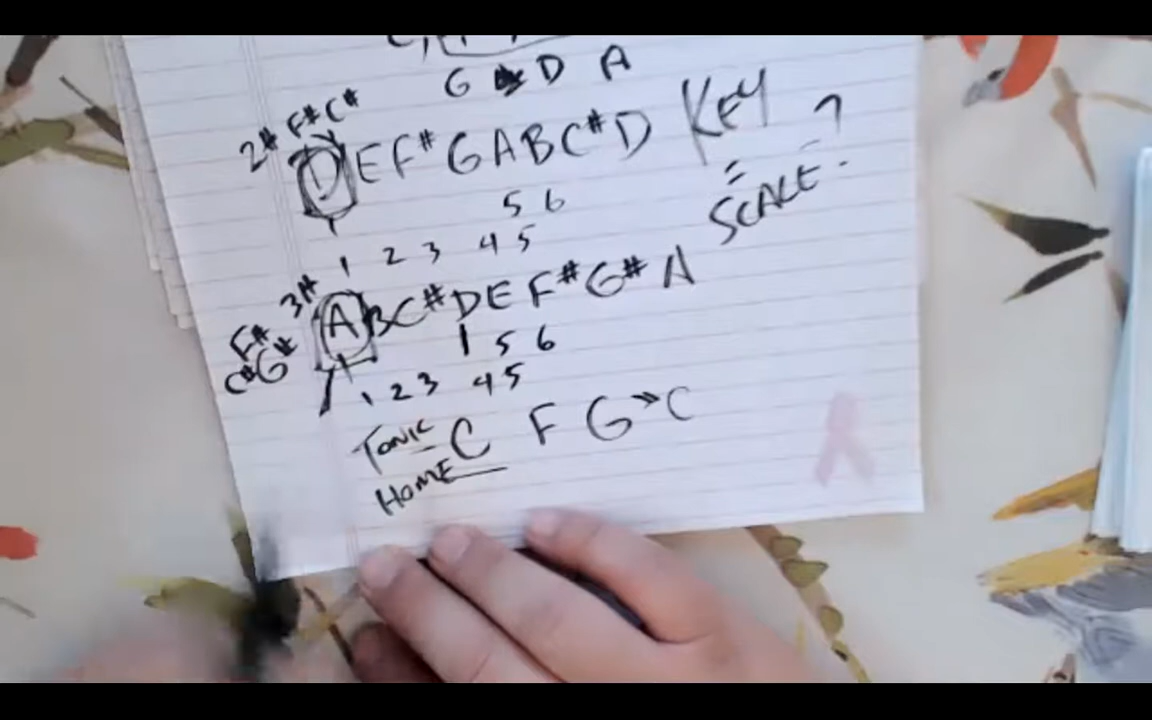 G D A
2# F# C#
D E F# G A B C# D KEY
= SCALE ?
5 6
1 2 3 4 5
3# F# C# G#
A B C# D E F# G# A
1 5 6
1 2 3 4 5
TONIC C F G » C
HOME